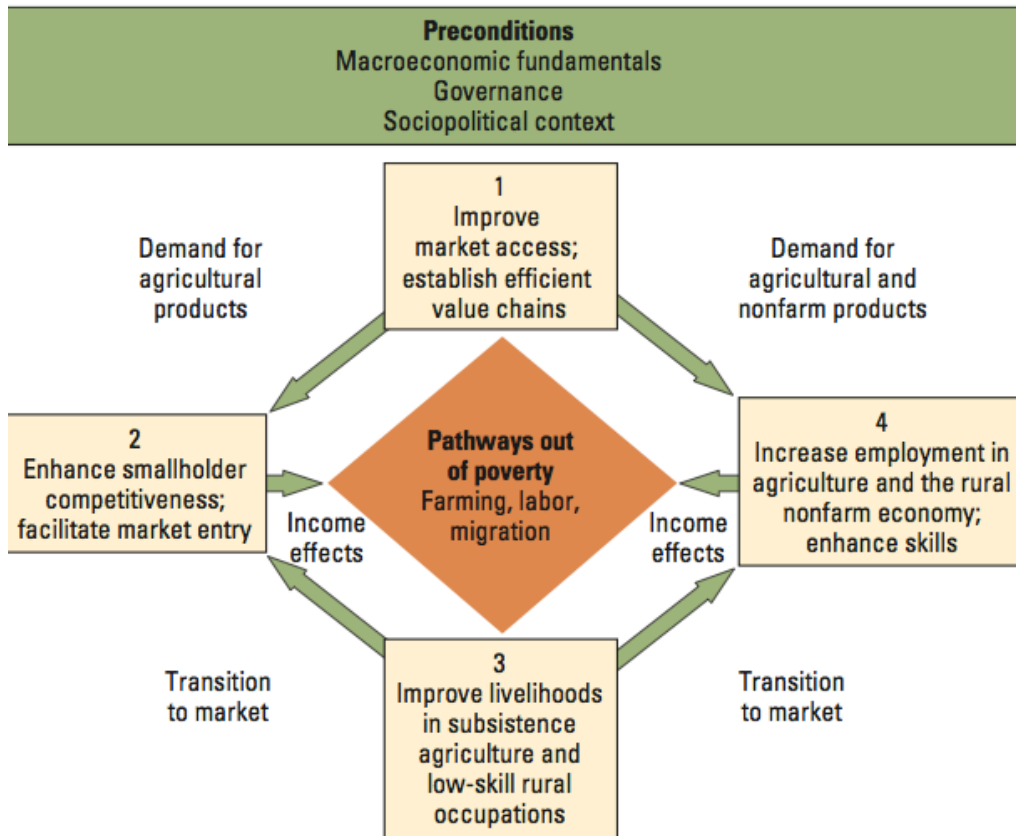 Preconditions
Macroeconomic fundamentals
Governance
Sociopolitical context
1
Improve
market access;
establish efficient
value chains
Demand for
agricultural
products
Demand for
agricultural and
nonfarm products
2
Enhance smallholder
competitiveness;
facilitate market entry
Income
effects
Pathways out
of poverty
Farming, labor,
migration
Income
effects
4
Increase employment in
agriculture and the rural
nonfarm economy;
enhance skills
Transition
to market
3
Improve livelihoods
in subsistence
agriculture and
low-skill rural
occupations
Transition
to market